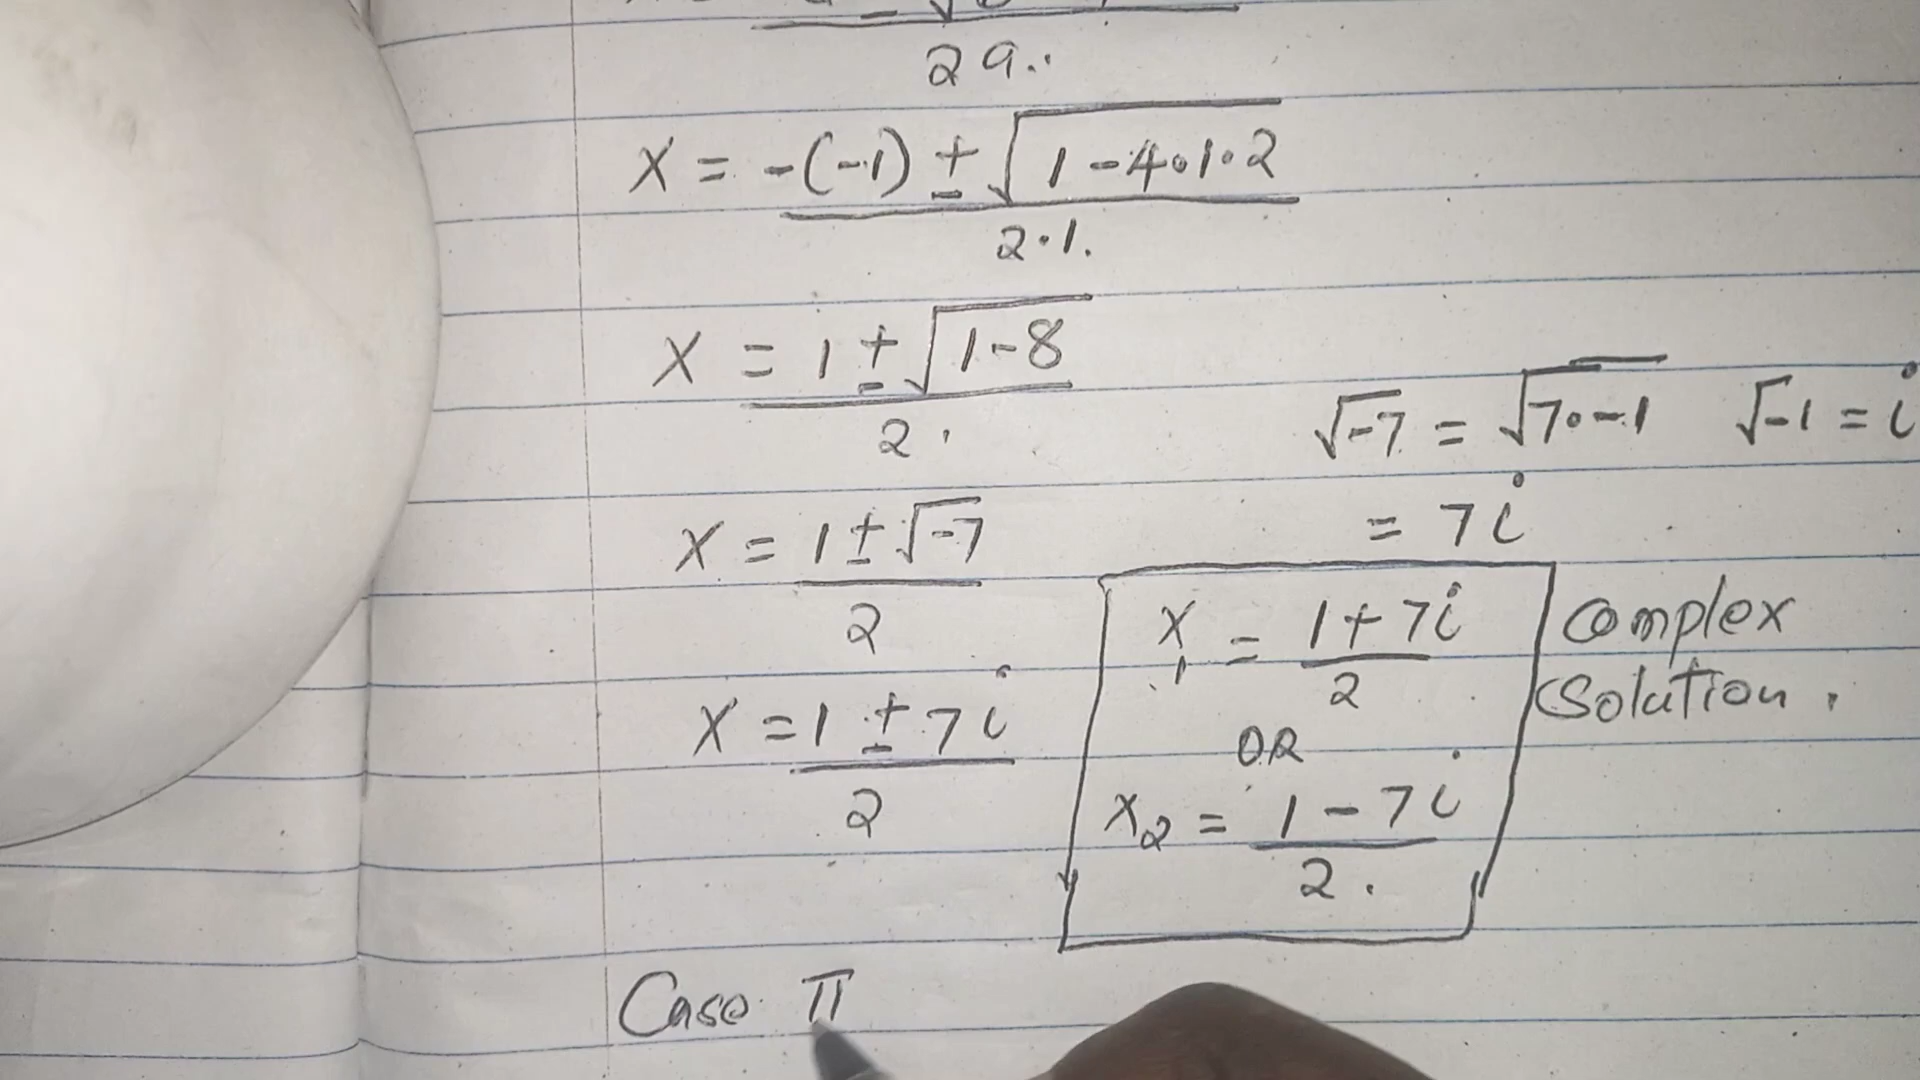 2a.
X = -(-1) ± √1-4·1·2
2·1.
X = 1 ± √1-8
2.
√-7 = √7·-1 √-1 = i
= 7i
X = 1 ± √-7
2
X = 1 ± 7i
2
X₁ = 1+7i
2
OR
X₂ = 1-7i
2.
Complex
Solution.
Case II